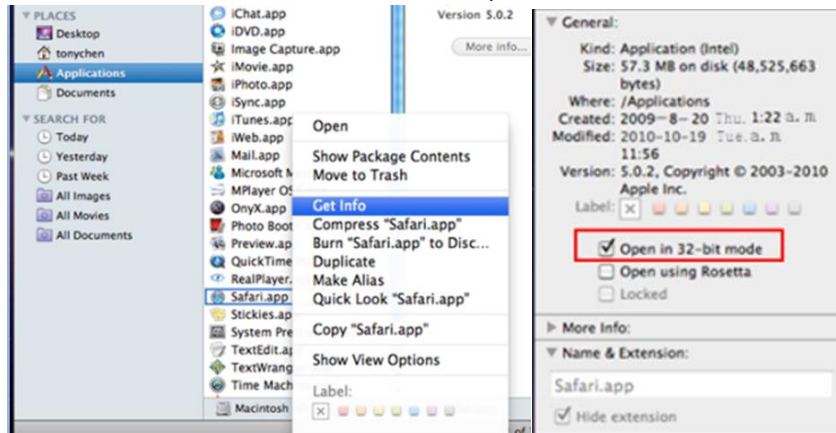 PLACES
Desktop
tonychen
Applications
Documents
SEARCH FOR
Today
Yesterday
Past Week
All Images
All Movies
All Documents
iChat.app
iDVD.app
Image Capture.app
iMovie.app
iPhoto.app
iSync.app
iTunes.app
iWeb.app
Mail.app
Microsoft
MPlayer
OnyX.app
Photo Boot
Preview.ap
QuickTime
RealPlayer.
Safari.app
Stickies.ap
System Pre
TextEdit.ap
TextWrang
Time Mach
Macintosh
Version 5.0.2
More info...
Open
Show Package Contents
Move to Trash
Get Info
Compress "Safari.app"
Burn "Safari.app" to Disc...
Duplicate
Make Alias
Quick Look "Safari.app"
Copy "Safari.app"
Show View Options
Label:
of
General:
Kind: Application (Intel)
Size: 57.3 MB on disk (48,525,663
bytes)
Where: /Applications
Created: 2009-8-20 Thu. 1:22 a. m
Modified: 2010-10-19 Tue. a. m
11:56
Version: 5.0.2, Copyright © 2003-2010
Apple Inc.
Label:
Open in 32-bit mode
Open using Rosetta
Locked
More Info:
Name & Extension:
Safari.app
Hide extension